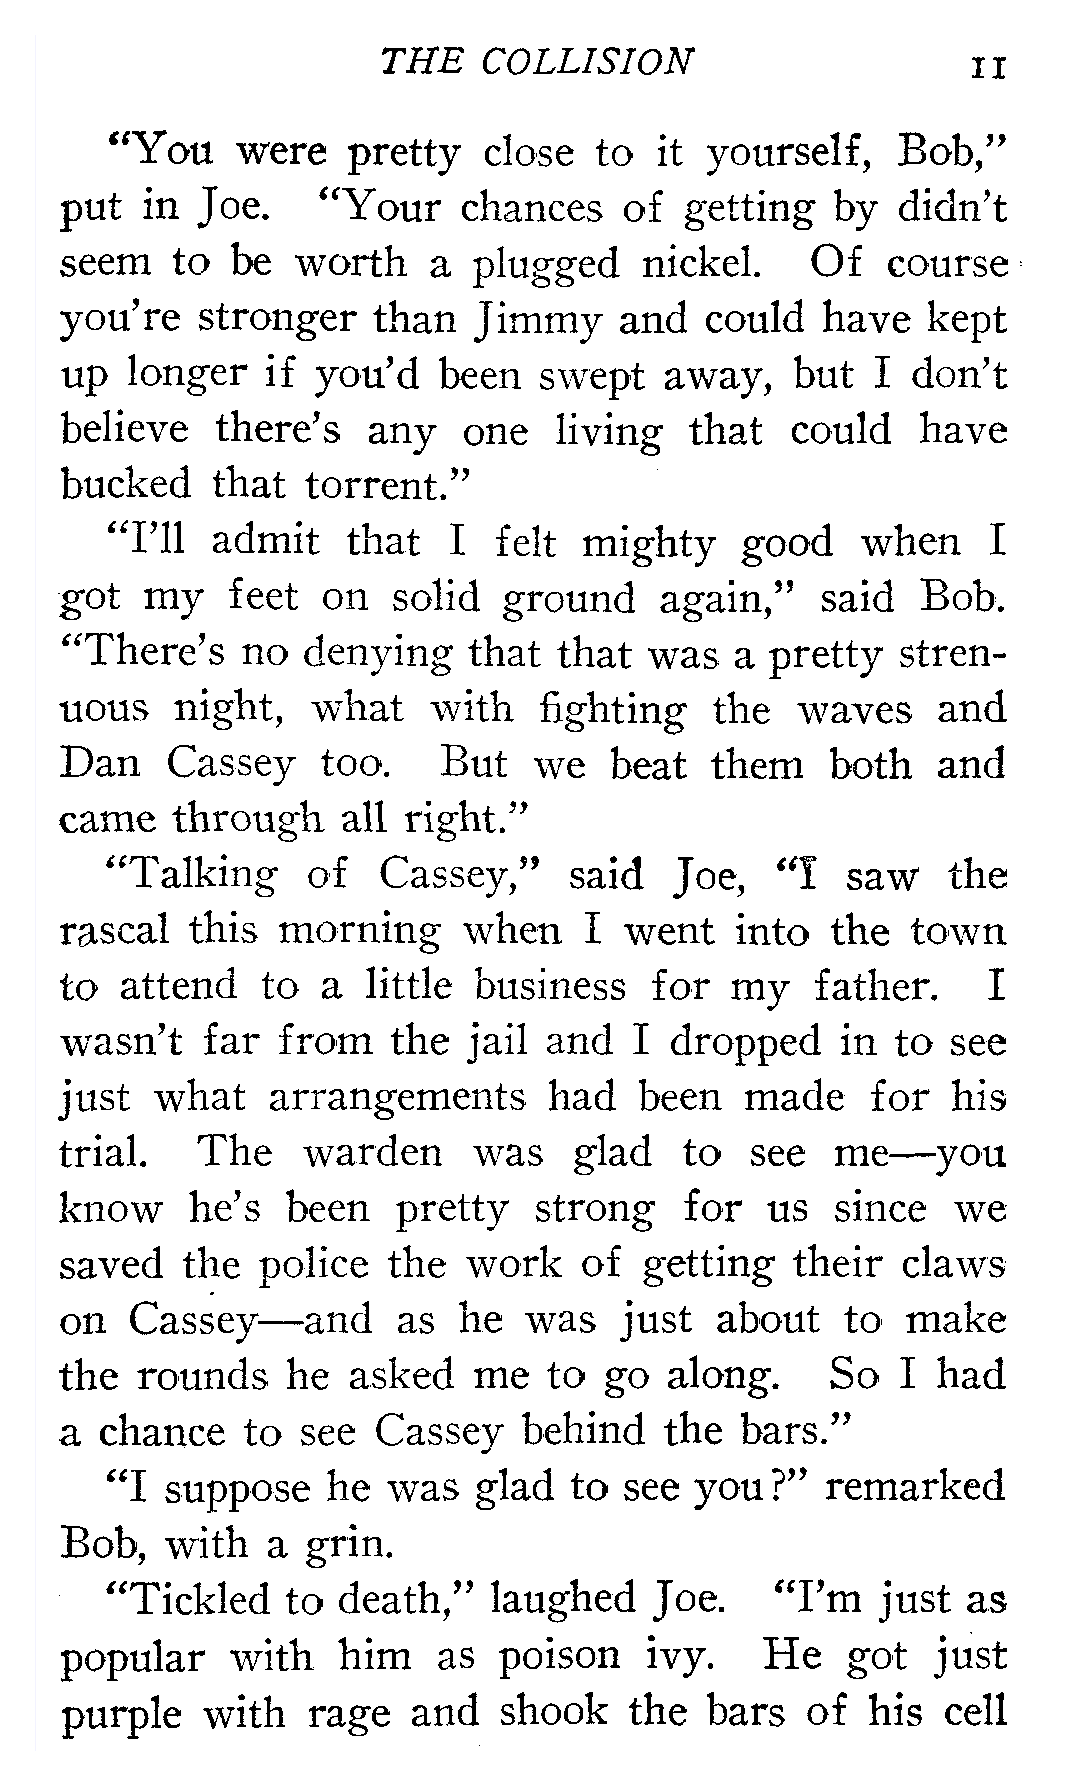 THE COLLISION 11
“You were pretty close to it yourself, Bob,”
put in Joe. “Your chances of getting by didn’t
seem to be worth a plugged nickel. Of course
you’re stronger than Jimmy and could have kept
up longer if you’d been swept away, but I don’t
believe there’s any one living that could have
bucked that torrent.”
“I’ll admit that I felt mighty good when I
got my feet on solid ground again,” said Bob.
“There’s no denying that that was a pretty stren-
uous night, what with fighting the waves and
Dan Cassey too. But we beat them both and
came through all right.”
“Talking of Cassey,” said Joe, “I saw the
rascal this morning when I went into the town
to attend to a little business for my father. I
wasn’t far from the jail and I dropped in to see
just what arrangements had been made for his
trial. The warden was glad to see me—you
know he’s been pretty strong for us since we
saved the police the work of getting their claws
on Cassey—and as he was just about to make
the rounds he asked me to go along. So I had
a chance to see Cassey behind the bars.”
“I suppose he was glad to see you?” remarked
Bob, with a grin.
“Tickled to death,” laughed Joe. “I’m just as
popular with him as poison ivy. He got just
purple with rage and shook the bars of his cell